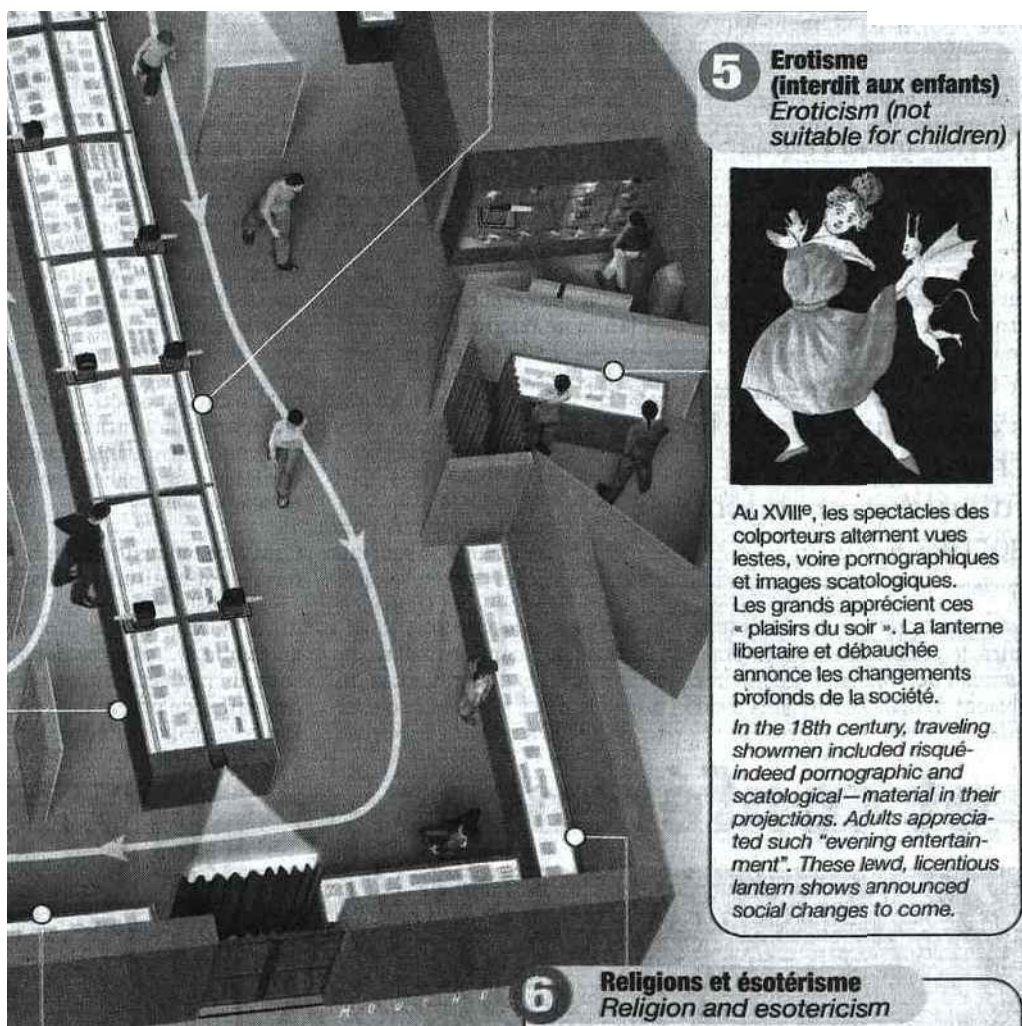 5
Erotisme
(interdit aux enfants)
Eroticism (not
suitable for children)
Au XVIIIᵉ, les spectacles des
colporteurs alternent vues
lestes, voire pornographiques
et images scatologiques.
Les grands apprécient ces
« plaisirs du soir ». La lanterne
libertaire et débauchée
annonce les changements
profonds de la société.
In the 18th century, traveling
showmen included risqué-
indeed pornographic and
scatological—material in their
projections. Adults apprecia-
ted such "evening entertain-
ment". These lewd, licentious
lantern shows announced
social changes to come.
6
Religions et ésotérisme
Religion and esotericism